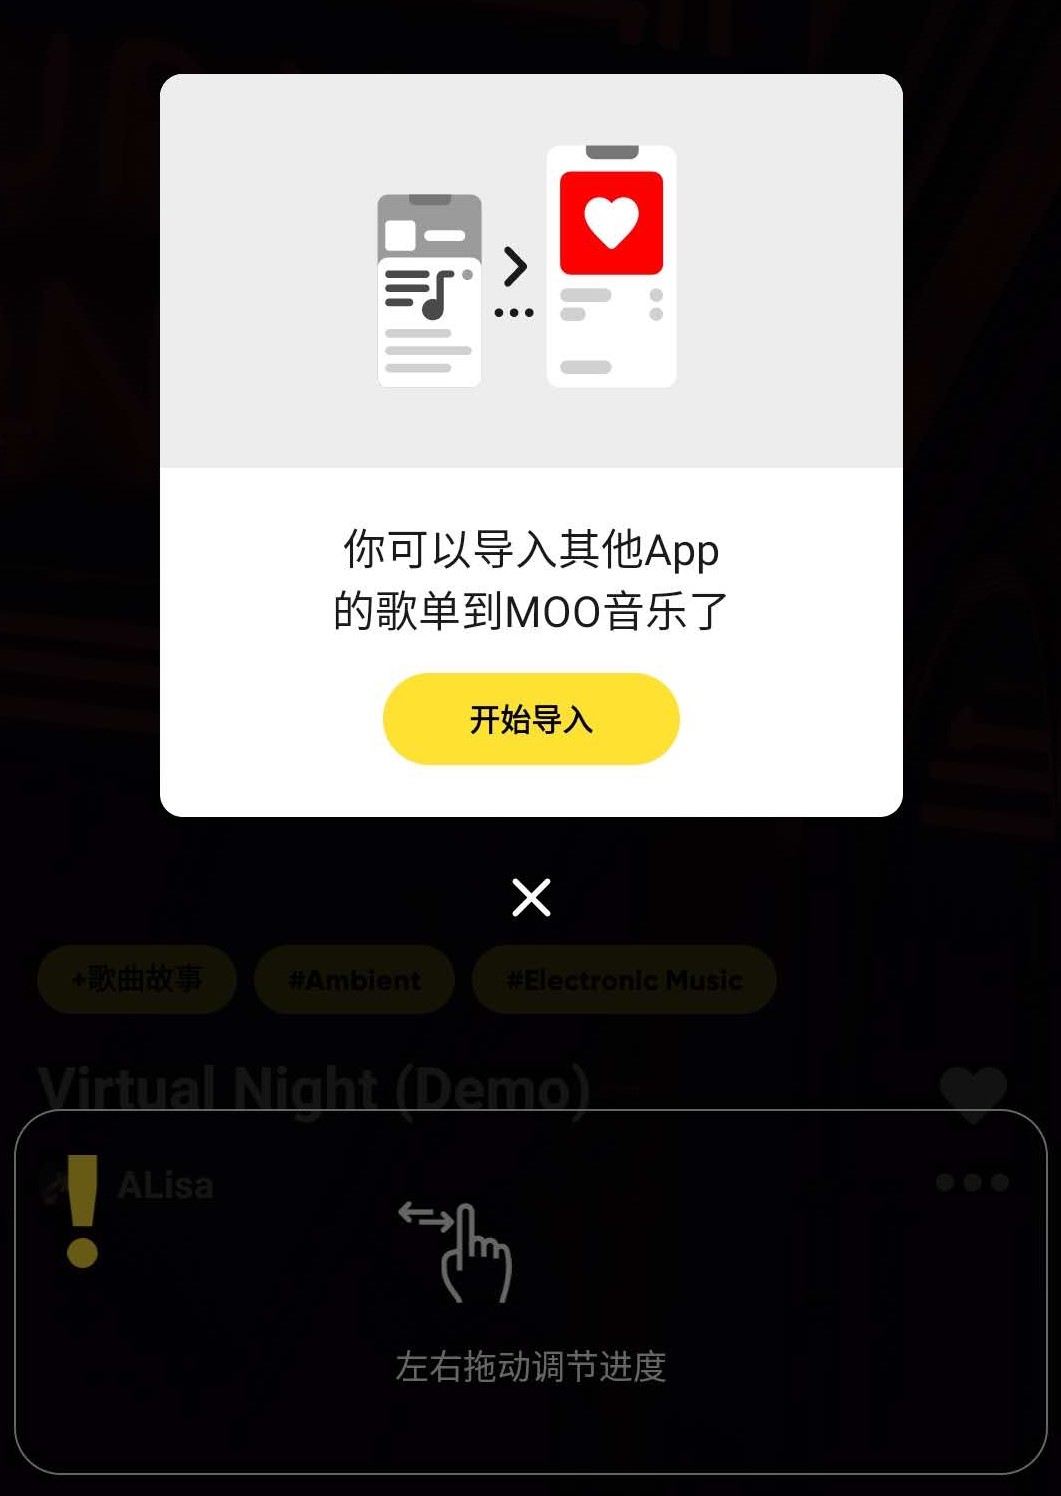 你可以导入其他App
的歌单到MOO音乐了
开始导入
+歌曲故事
#Ambient
#Electronic Music
Virtual Night (Demo)
ALisa
左右拖动调节进度